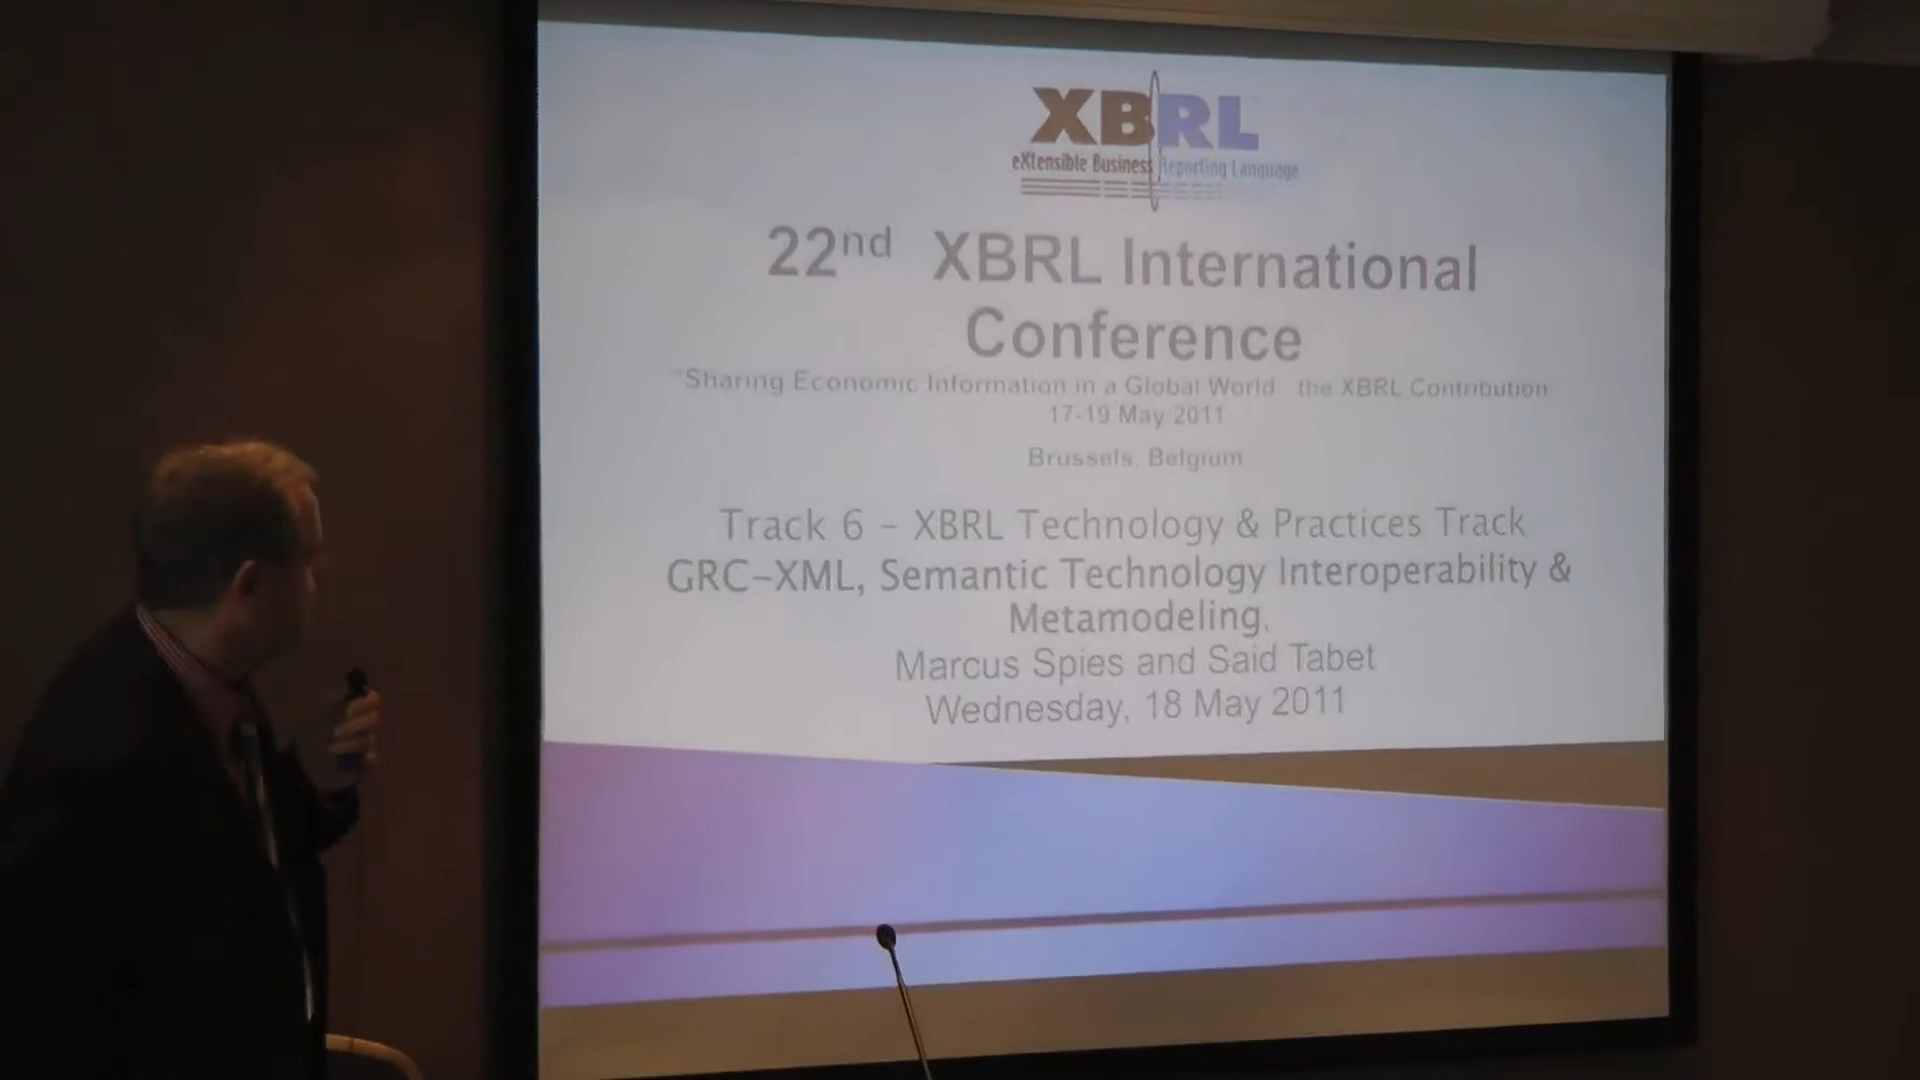 XBRL
eXtensible Business Reporting Language
22nd XBRL International
Conference
"Sharing Economic Information in a Global World the XBRL Contribution
17-19 May 2011
Brussels, Belgium
Track 6 – XBRL Technology & Practices Track
GRC-XML, Semantic Technology Interoperability &
Metamodeling,
Marcus Spies and Said Tabet
Wednesday, 18 May 2011